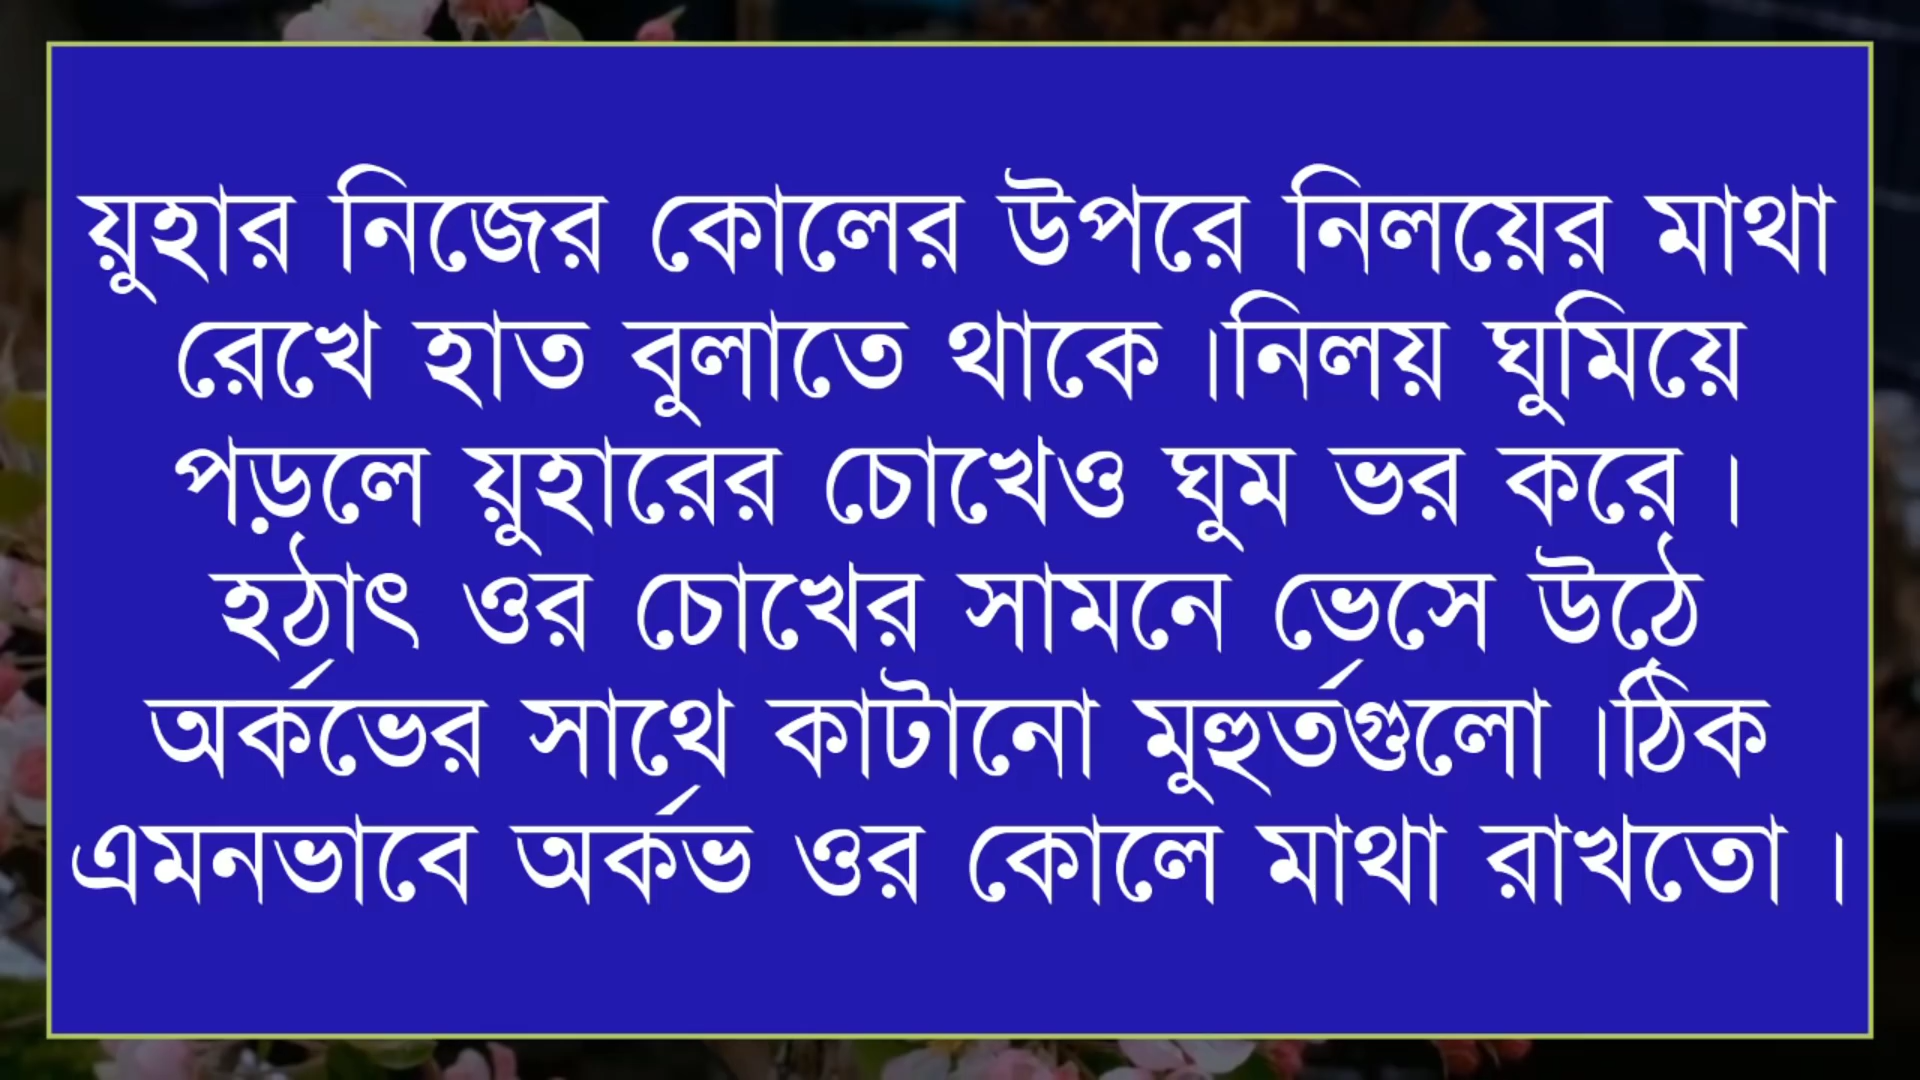 য়ুহার নিজের কোলের উপরে নিলয়ের মাথা
রেখে হাত বুলাতে থাকে ।নিলয় ঘুমিয়ে
পড়লে য়ুহারের চোখেও ঘুম ভর করে ।
হঠাৎ ওর চোখের সামনে ভেসে উঠে
অর্কভের সাথে কাটানো মুহুর্তগুলো ।ঠিক
এমনভাবে অর্কভ ওর কোলে মাথা রাখতো ।